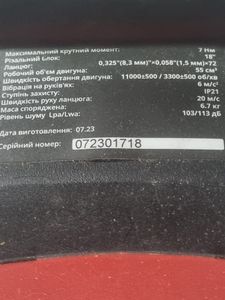 Максимальний крутний момент: 7 Нм
Різальний блок: 18"
Ланцюг: 0,325"(8,3 мм)"×0,058"(1,5 мм)×72
Робочий об'єм двигуна: 55 см³
Швидкість обертання двигуна: 11000±500 / 3300±500 об/хв
Вібрація на руків'ях: 6 м/с²
Ступінь захисту: IP21
Швидкість руху ланцюга: 20 м/с
Маса спорядження: 6.7 кг
Рівень шуму Lpa/Lwa: 103/113 дБ
Дата виготовлення : 07.23
Серійний номер: 072301718